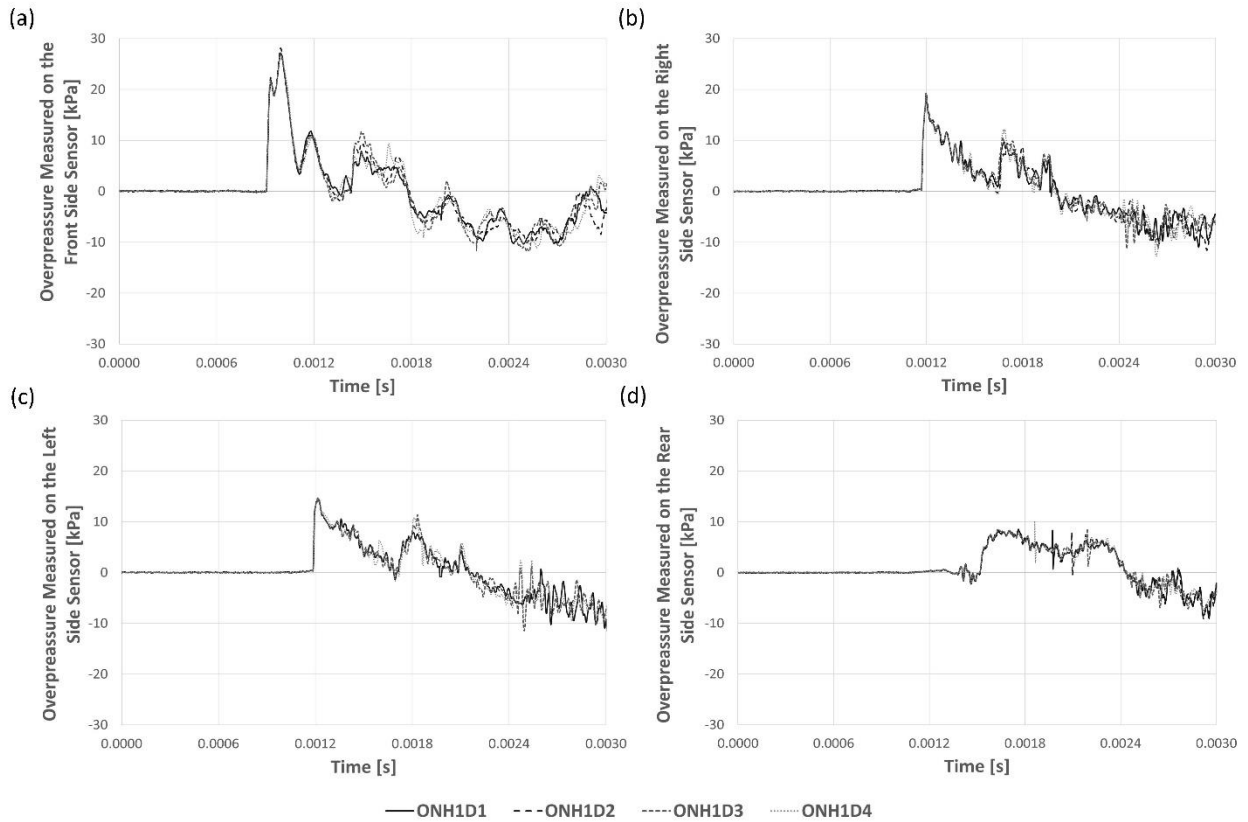 (a)
Overpreassure Measured on the
Front Side Sensor [kPa]
30
20
10
0
-10
-20
-30
0.0000 0.0006 0.0012 0.0018 0.0024 0.0030
Time [s]
(b)
Overpreassure Measured on the Right
Side Sensor [kPa]
30
20
10
0
-10
-20
-30
0.0000 0.0006 0.0012 0.0018 0.0024 0.0030
Time [s]
(c)
Overpreassure Measured on the Left
Side Sensor [kPa]
30
20
10
0
-10
-20
-30
0.0000 0.0006 0.0012 0.0018 0.0024 0.0030
Time [s]
(d)
Overpreassure Measured on the Rear
Side Sensor [kPa]
30
20
10
0
-10
-20
-30
0.0000 0.0006 0.0012 0.0018 0.0024 0.0030
Time [s]
ONH1D1 ONH1D2 ONH1D3 ONH1D4